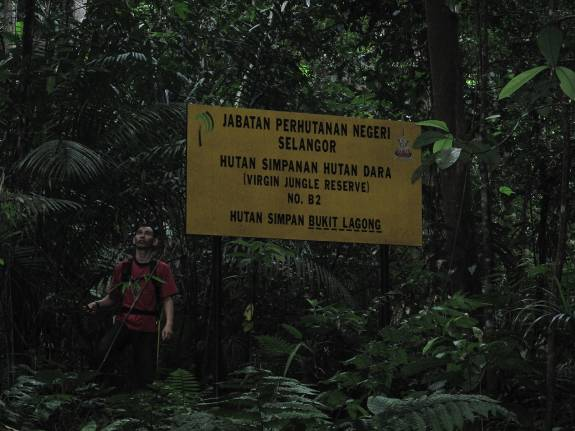 JABATAN PERHUTANAN NEGERI
SELANGOR
HUTAN SIMPANAN HUTAN DARA
(VIRGIN JUNGLE RESERVE)
NO. B2
HUTAN SIMPAN BUKIT LAGONG